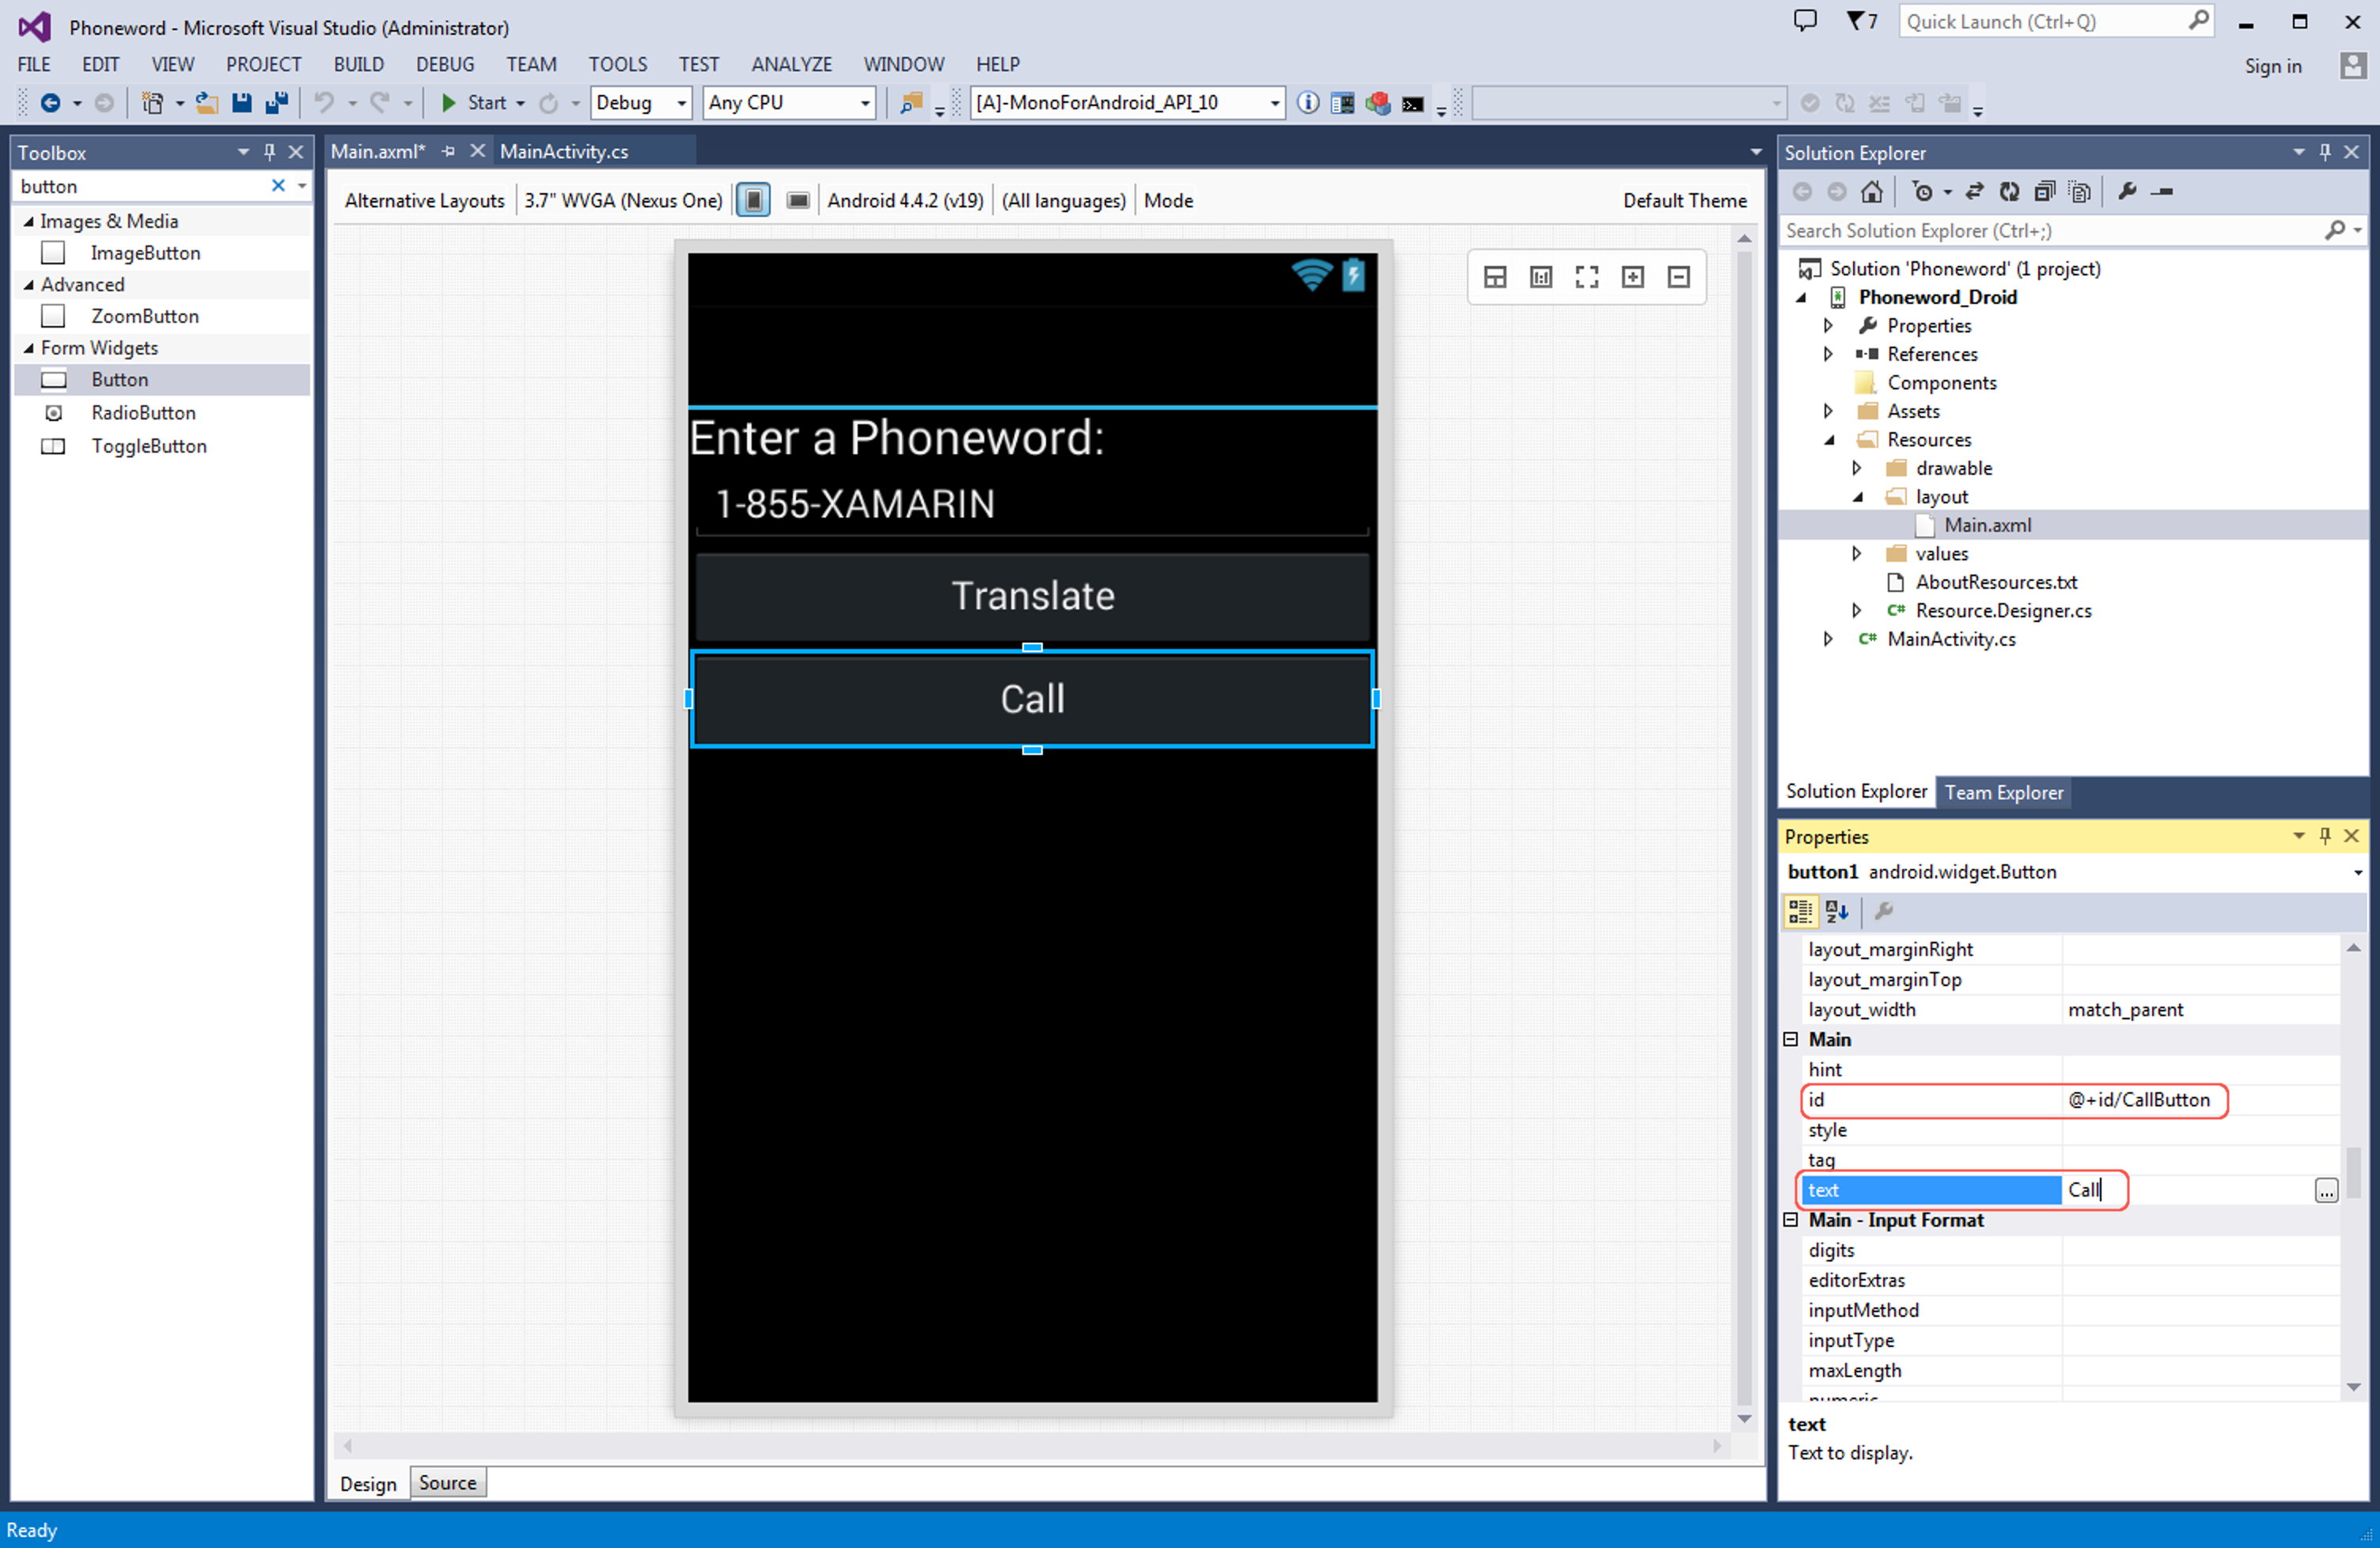 Phoneword - Microsoft Visual Studio (Administrator)
7
Quick Launch (Ctrl+Q)
FILE EDIT VIEW PROJECT BUILD DEBUG TEAM TOOLS TEST ANALYZE WINDOW HELP
Sign in
Start
Debug
Any CPU
[A]-MonoForAndroid_API_10
Toolbox
button
Images & Media
ImageButton
Advanced
ZoomButton
Form Widgets
Button
RadioButton
ToggleButton
Main.axml*
MainActivity.cs
Alternative Layouts
3.7" WVGA (Nexus One)
Android 4.4.2 (v19)
(All languages)
Mode
Default Theme
Enter a Phoneword:
1-855-XAMARIN
Translate
Call
Design
Source
Solution Explorer
Search Solution Explorer (Ctrl+;)
Solution 'Phoneword' (1 project)
Phoneword_Droid
Properties
References
Components
Assets
Resources
drawable
layout
Main.axml
values
AboutResources.txt
C# Resource.Designer.cs
C# MainActivity.cs
Solution Explorer
Team Explorer
Properties
button1 android.widget.Button
layout_marginRight
layout_marginTop
layout_width match_parent
Main
hint
id @+id/CallButton
style
tag
text Call
...
Main - Input Format
digits
editorExtras
inputMethod
inputType
maxLength
text
Text to display.
Ready